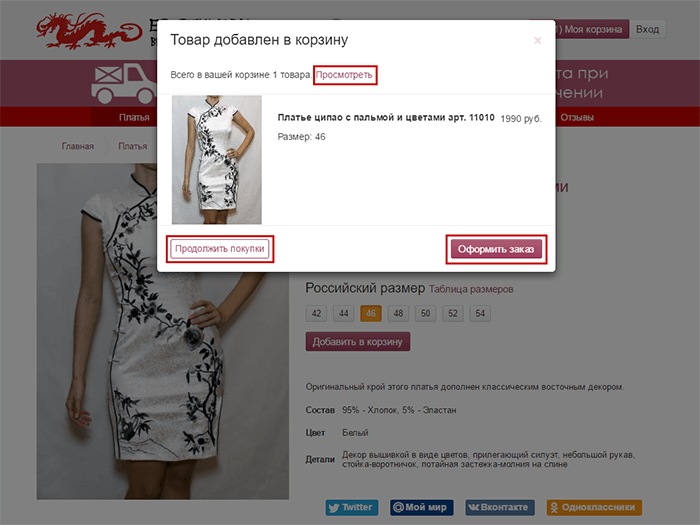 Товар добавлен в корзину
×
) Моя корзина
Вход
Всего в вашей корзине 1 товара. Просмотреть
та при
чении
Платье ципао с пальмой и цветами арт. 11010 1990 руб.
Размер: 46
Платья
Отзывы
Главная
Платья
Продолжить покупки
Оформить заказ
Российский размер Таблица размеров
42 44 46 48 50 52 54
Добавить в корзину
Оригинальный крой этого платья дополнен классическим восточным декором.
Состав 95% - Хлопок, 5% - Эластан
Цвет Белый
Детали Декор вышивкой в виде цветов, прилегающий силуэт, небольшой рукав,
стойка-воротничок, потайная застежка-молния на спине
Twitter
Мой мир
Вконтакте
Одноклассники